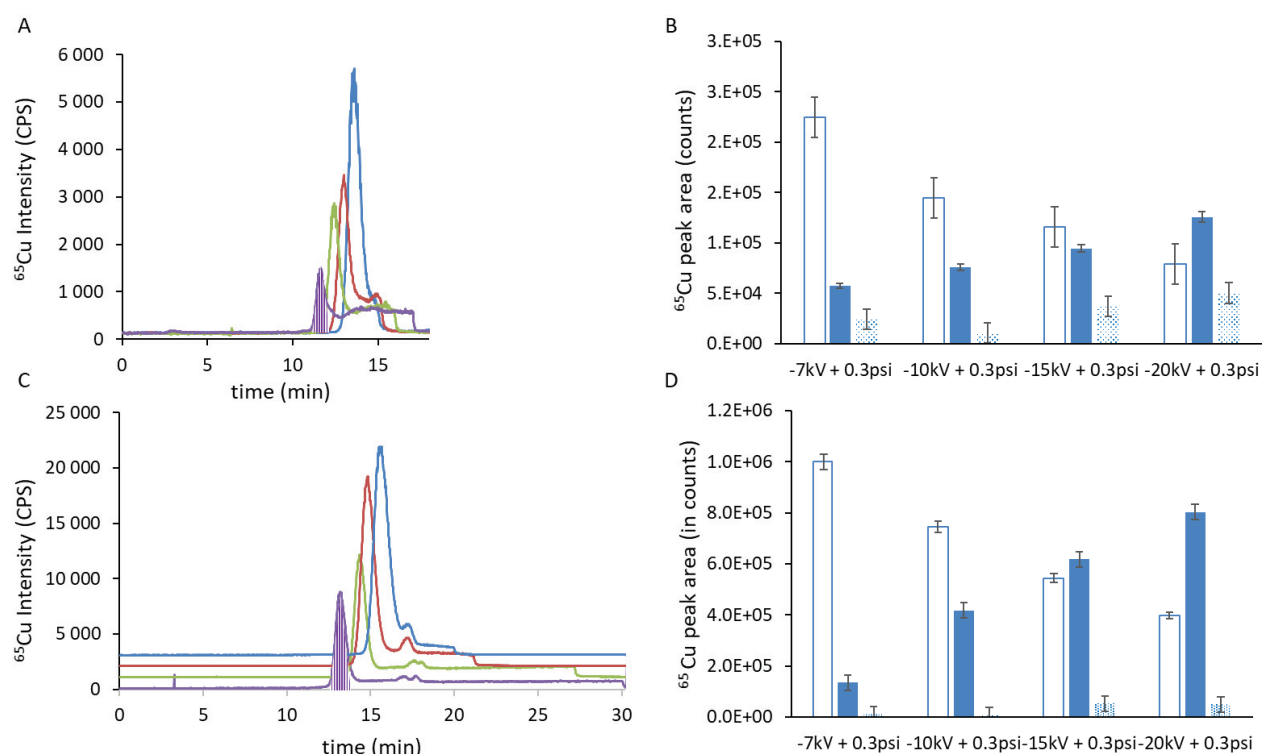 A
6 000
5 000
4 000
3 000
2 000
1 000
0
65Cu Intensity (CPS)
0 5 10 15
time (min)
B
3.E+05
3.E+05
2.E+05
2.E+05
1.E+05
5.E+04
0.E+00
65Cu peak area (counts)
-7kV + 0.3psi -10kV + 0.3psi -15kV + 0.3psi -20kV + 0.3psi
C
25 000
20 000
15 000
10 000
5 000
0
65Cu Intensity (CPS)
0 5 10 15 20 25 30
time (min)
D
1.2E+06
1.0E+06
8.0E+05
6.0E+05
4.0E+05
2.0E+05
0.0E+00
65Cu peak area (in counts)
-7kV + 0.3psi -10kV + 0.3psi -15kV + 0.3psi -20kV + 0.3psi